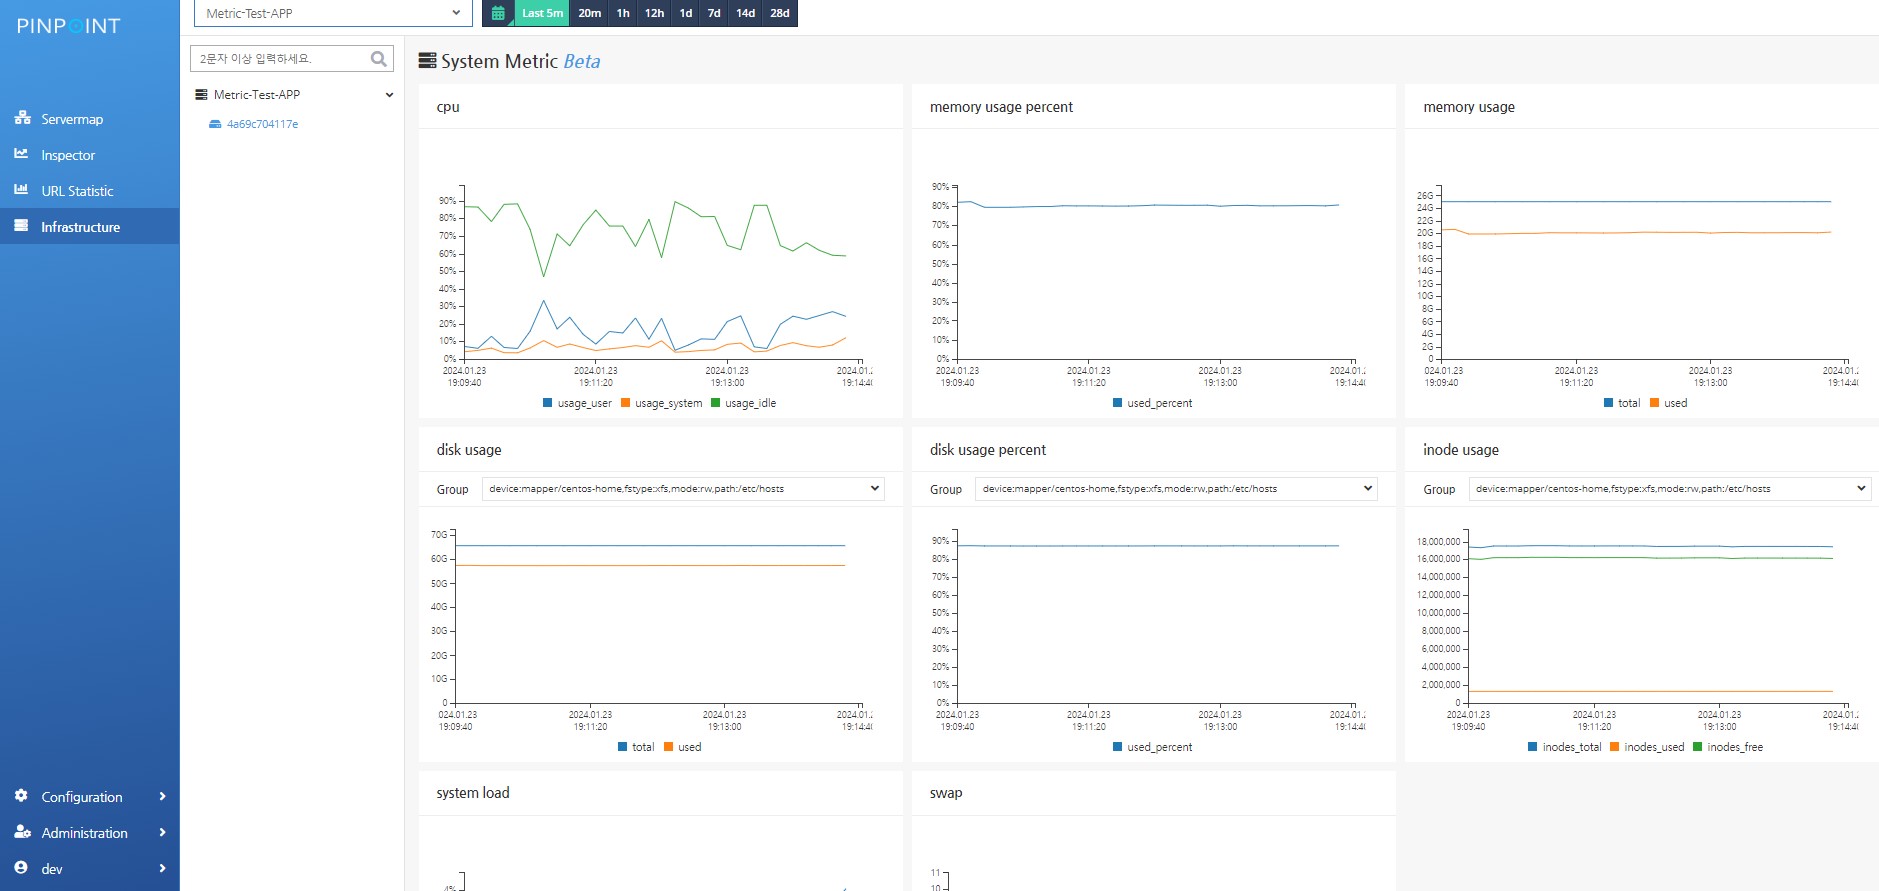 PINPOINT
Metric-Test-APP
Last 5m 20m 1h 12h 1d 7d 14d 28d
2문자 이상 입력하세요.
Metric-Test-APP
4a69c704117e
Servermap
Inspector
URL Statistic
Infrastructure
Configuration
Administration
dev
System Metric Beta
cpu
90%
80%
70%
60%
50%
40%
30%
20%
10%
0%
2024.01.23 2024.01.23 2024.01.23 2024.01.:
19:09:40 19:11:20 19:13:00 19:14:4
usage_user usage_system usage_idle
memory usage percent
90%
80%
70%
60%
50%
40%
30%
20%
10%
0%
2024.01.23 2024.01.23 2024.01.23 2024.01.:
19:09:40 19:11:20 19:13:00 19:14:4
used_percent
memory usage
26G
24G
22G
20G
18G
16G
14G
12G
10G
8G
6G
4G
2G
0
024.01.23 2024.01.23 2024.01.23 2024.01.:
19:09:40 19:11:20 19:13:00 19:14:4
total used
disk usage
Group device:mapper/centos-home,fstype:xfs,mode:rw,path:/etc/hosts
70G
60G
50G
40G
30G
20G
10G
0
024.01.23 2024.01.23 2024.01.23 2024.01.:
19:09:40 19:11:20 19:13:00 19:14:4
total used
disk usage percent
Group device:mapper/centos-home,fstype:xfs,mode:rw,path:/etc/hosts
90%
80%
70%
60%
50%
40%
30%
20%
10%
0%
2024.01.23 2024.01.23 2024.01.23 2024.01.:
19:09:40 19:11:20 19:13:00 19:14:4
used_percent
inode usage
Group device:mapper/centos-home,fstype:xfs,mode:rw,path:/etc/hosts
18,000,000
16,000,000
14,000,000
12,000,000
10,000,000
8,000,000
6,000,000
4,000,000
2,000,000
0
2024.01.23 2024.01.23 2024.01.23 2024.01.:
19:09:40 19:11:20 19:13:00 19:14:4
inodes_total inodes_used inodes_free
system load
4%
swap
11
10